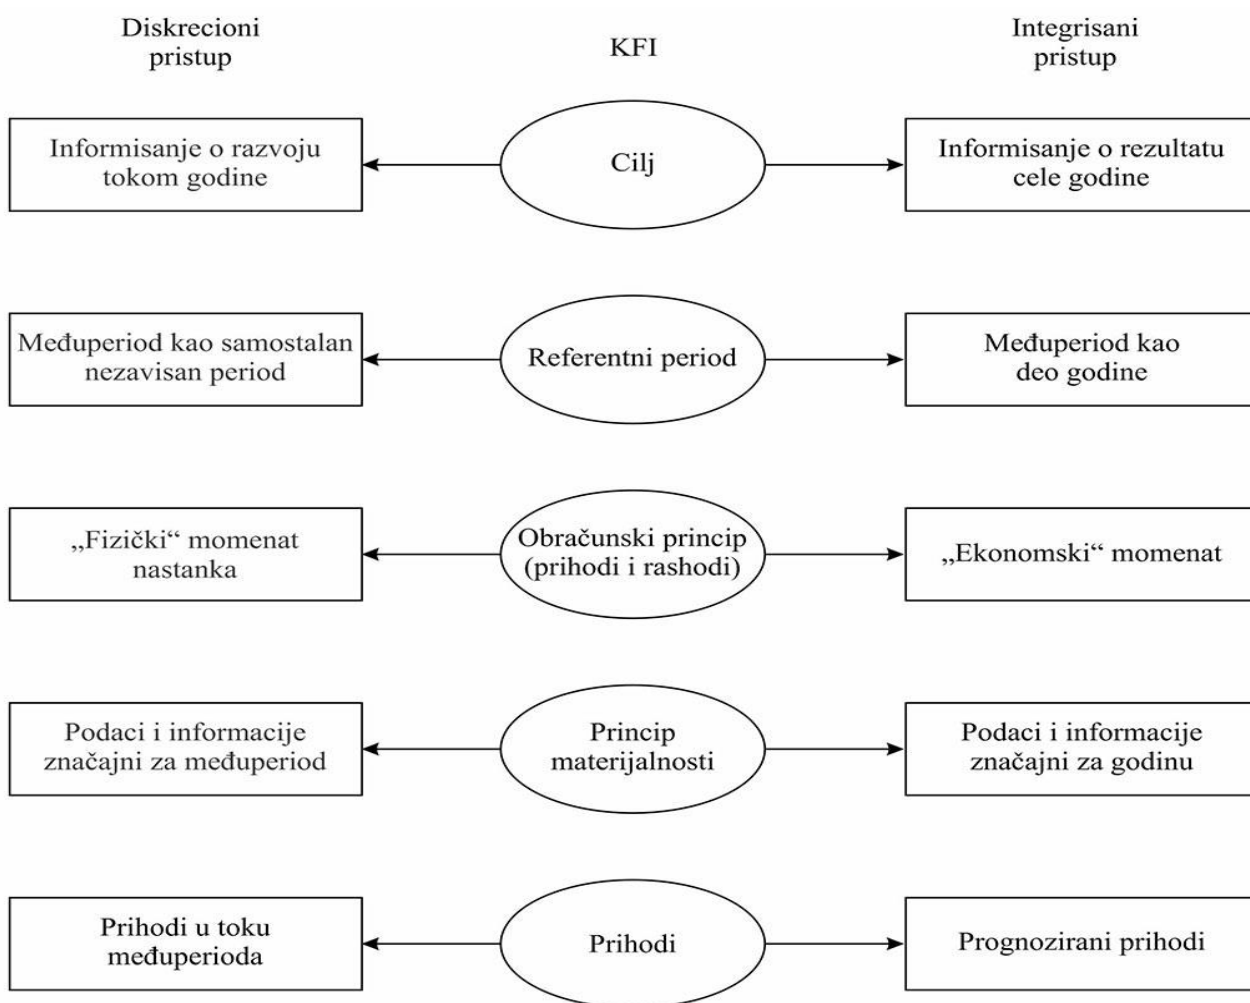 Diskrecioni
pristup
KFI
Integrisani
pristup
Informisanje o razvoju
tokom godine
Cilj
Informisanje o rezultatu
cele godine
Međuperiod kao samostalan
nezavisan period
Referentni period
Međuperiod kao
deo godine
„Fizički“ momenat
nastanka
Obračunski princip
(prihodi i rashodi)
„Ekonomski“ momenat
Podaci i informacije
značajni za međuperiod
Princip
materijalnosti
Podaci i informacije
značajni za godinu
Prihodi u toku
međuperioda
Prihodi
Prognozirani prihodi